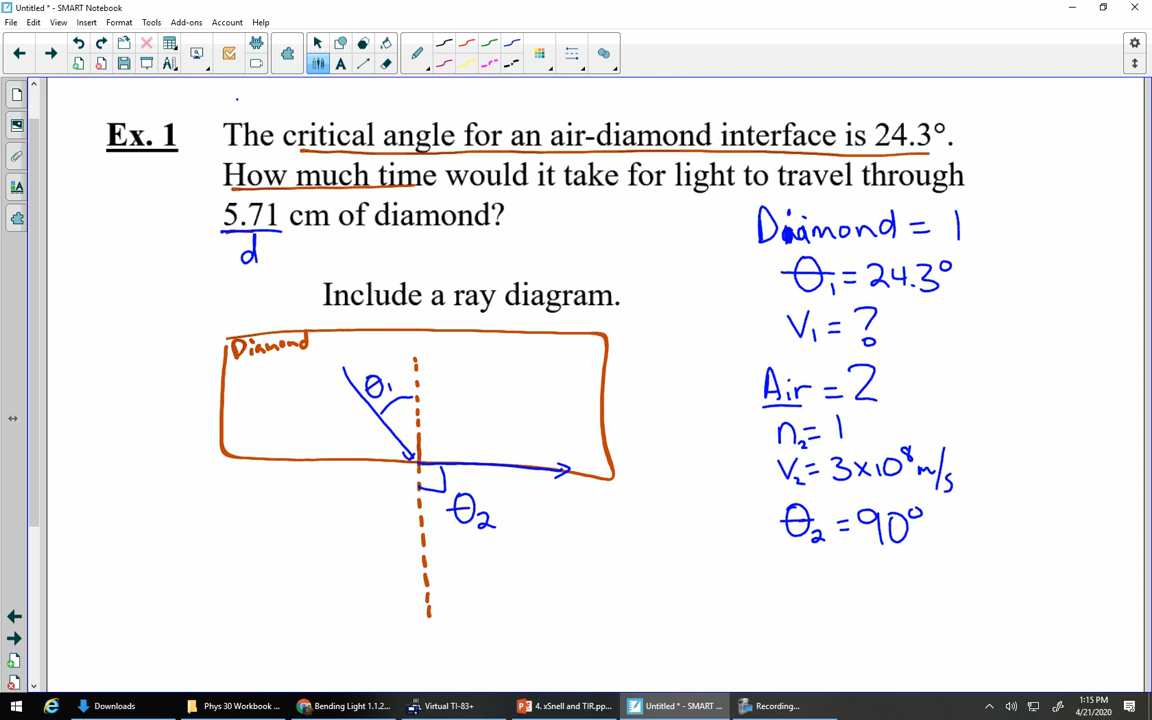 Untitled * - SMART Notebook
File Edit View Insert Format Tools Add-ons Account Help
Ex. 1 The critical angle for an air-diamond interface is 24.3°.
How much time would it take for light to travel through
5.71 cm of diamond?
d
Include a ray diagram.
Diamond
θ1
θ2
Diamond = 1
θ1 = 24.3°
v1 = ?
Air = 2
n2 = 1
v2 = 3×10⁸ m/s
θ2 = 90°
Downloads Phys 30 Workbook ... Bending Light 1.1.2... Virtual TI-83+ 4. xSnell and TIR.pp... Untitled * - SMART ... Recording...
1:15 PM
4/21/2020